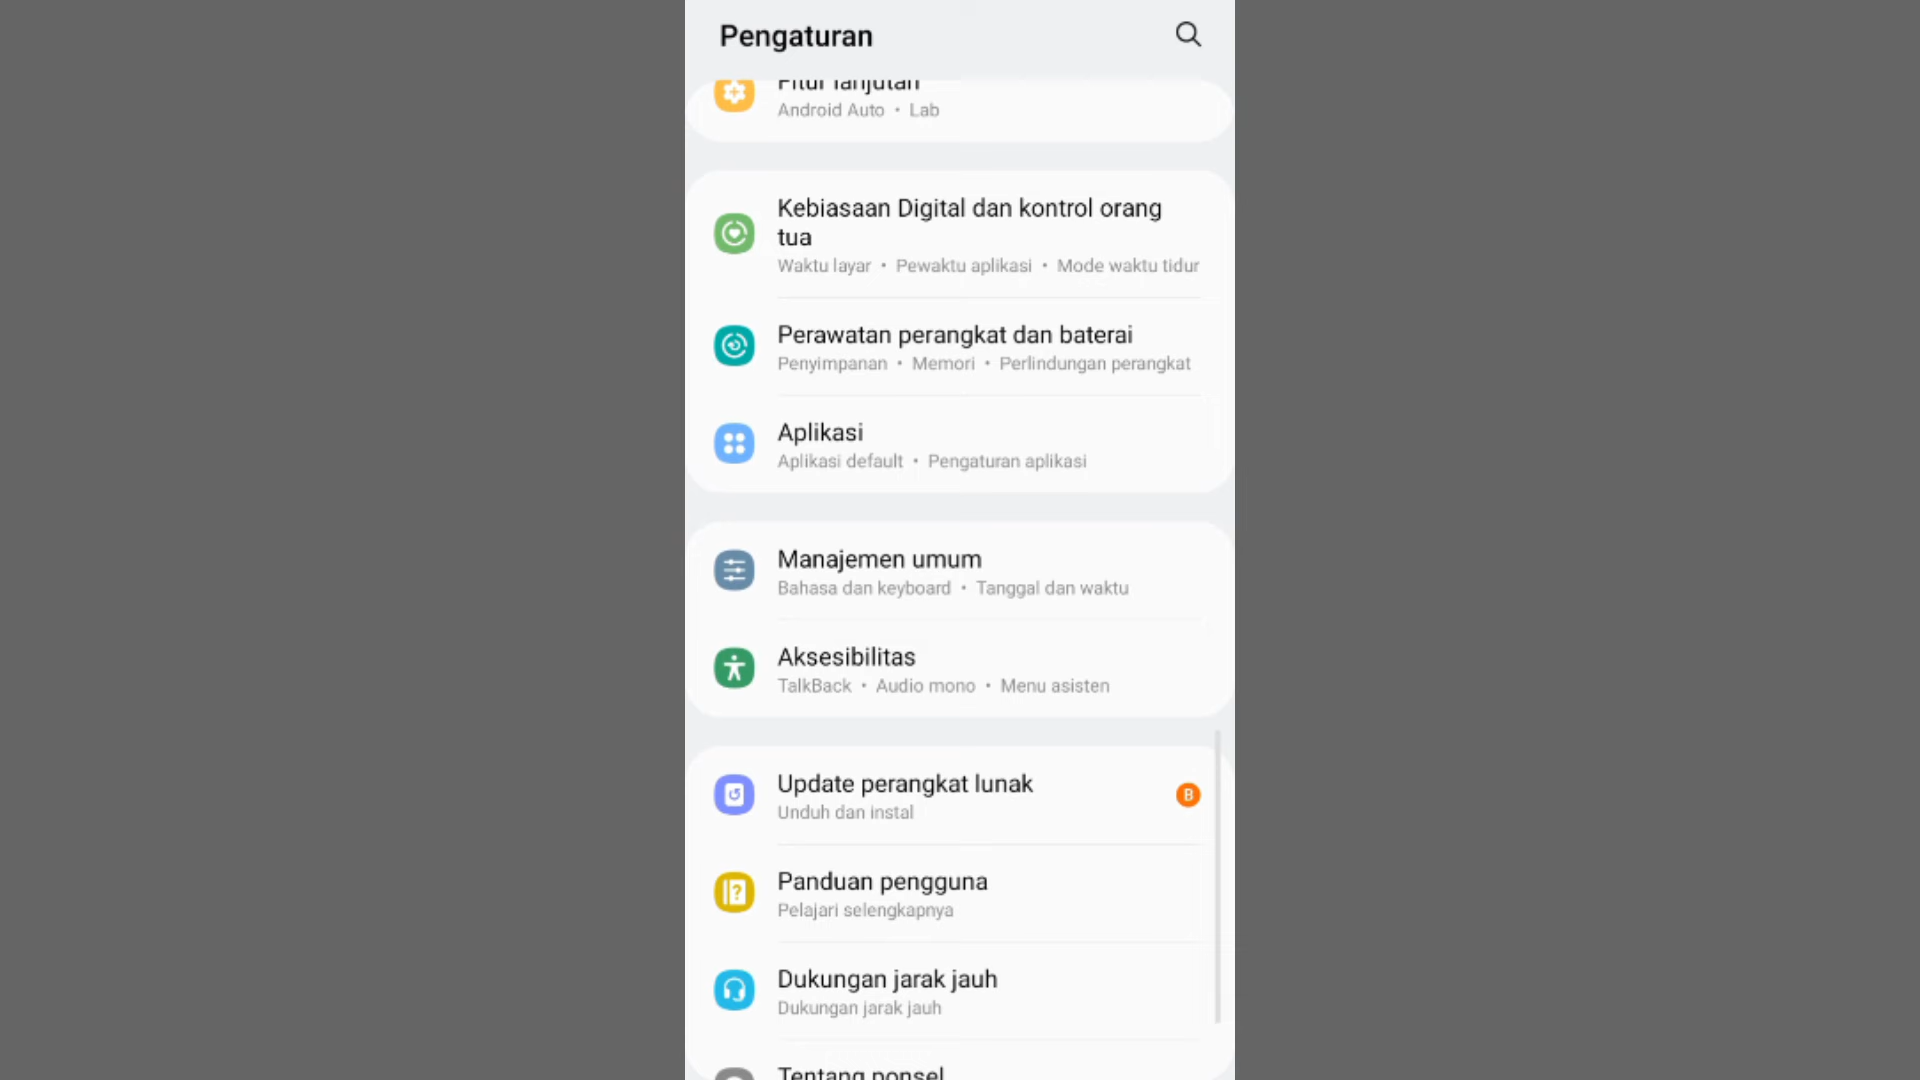 Pengaturan
Fitur lanjutan
Android Auto • Lab
Kebiasaan Digital dan kontrol orang
tua
Waktu layar • Pewaktu aplikasi • Mode waktu tidur
Perawatan perangkat dan baterai
Penyimpanan • Memori • Perlindungan perangkat
Aplikasi
Aplikasi default • Pengaturan aplikasi
Manajemen umum
Bahasa dan keyboard • Tanggal dan waktu
Aksesibilitas
TalkBack • Audio mono • Menu asisten
Update perangkat lunak
B
Unduh dan instal
Panduan pengguna
Pelajari selengkapnya
Dukungan jarak jauh
Dukungan jarak jauh
Tentang ponsel